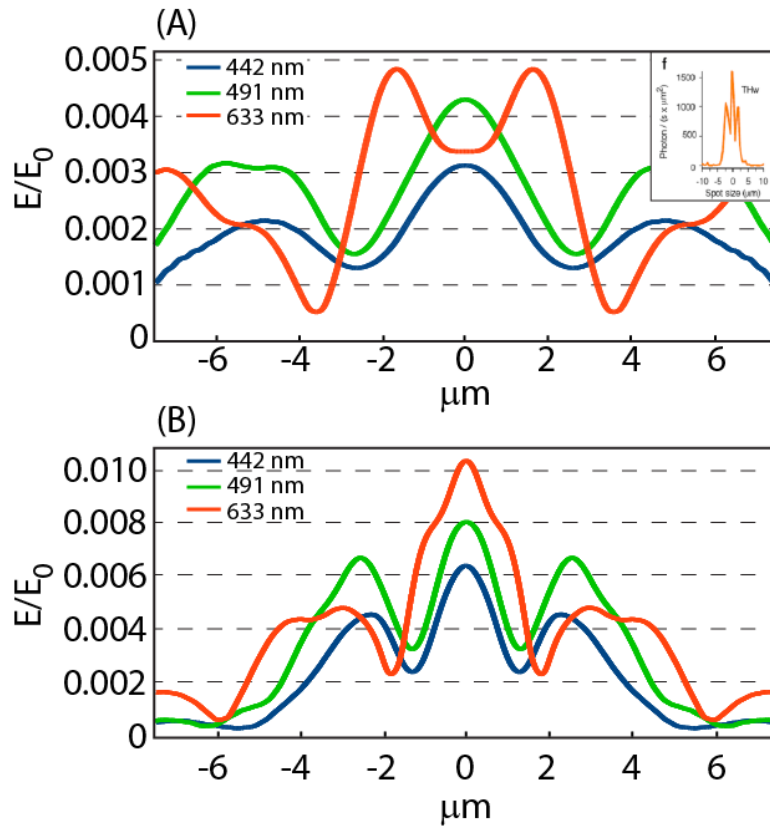 (A)
0.005
0.004
0.003
0.002
0.001
0
E/E0
442 nm
491 nm
633 nm
f
1500
1000
500
0
Photon / (s x μm²)
THw
-10 -5 0 5 10
Spot size (μm)
-6 -4 -2 0 2 4 6
μm
(B)
0.010
0.008
0.006
0.004
0.002
0
E/E0
442 nm
491 nm
633 nm
-6 -4 -2 0 2 4 6
μm